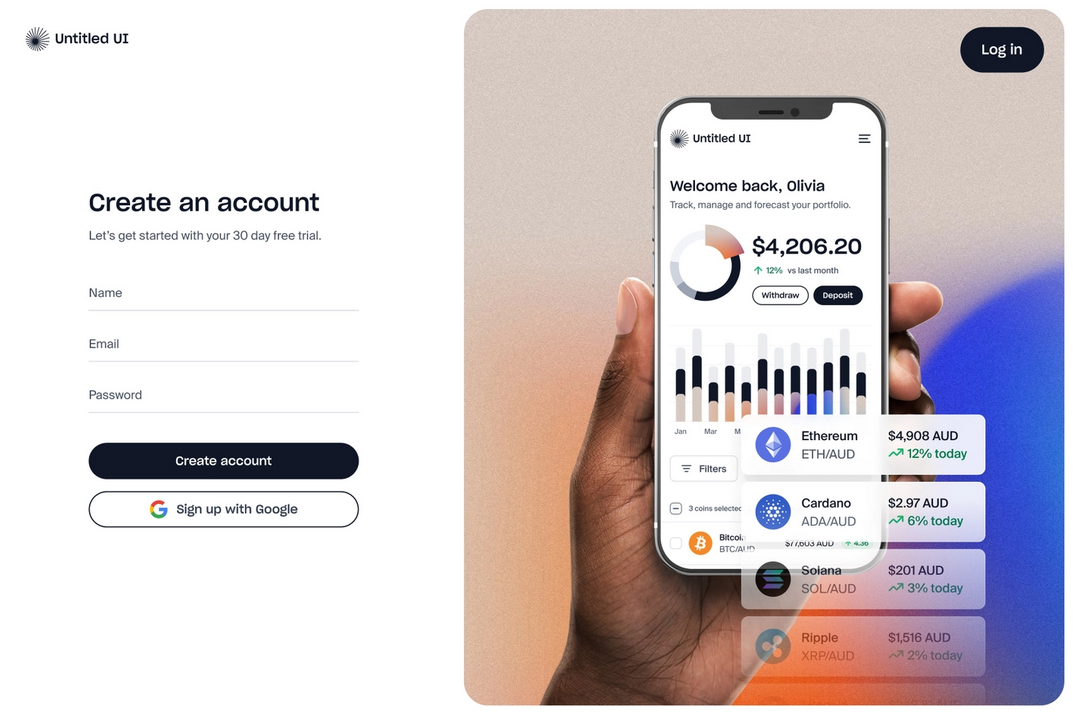 Untitled UI
Create an account
Let's get started with your 30 day free trial.
Name
Email
Password
Create account
Sign up with Google
Log in
Untitled UI
Welcome back, Olivia
Track, manage and forecast your portfolio.
$4,206.20
12% vs last month
Withdraw Deposit
Jan Mar M
Filters
3 coins selected
Bitcoin
BTC/AUD
$77,603 AUD 4.36
Ethereum $4,908 AUD
ETH/AUD 12% today
Cardano $2.97 AUD
ADA/AUD 6% today
Solana $201 AUD
SOL/AUD 3% today
Ripple $1,516 AUD
XRP/AUD 2% today